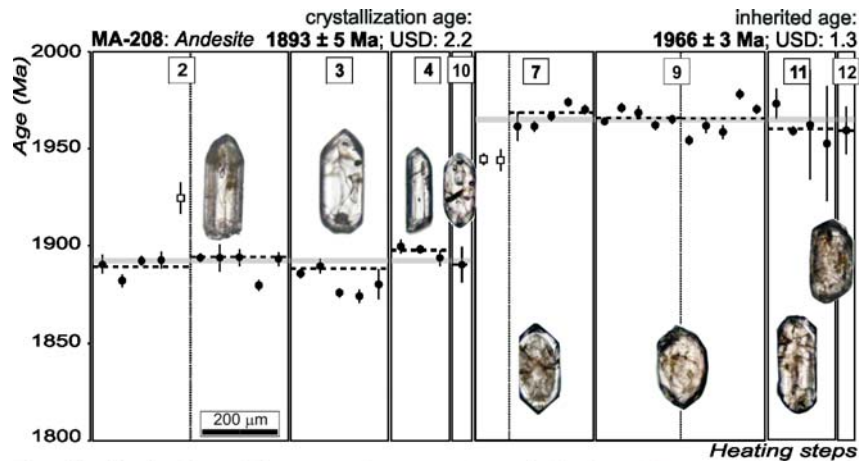 crystallization age:
inherited age:
MA-208: Andesite 1893 ± 5 Ma; USD: 2.2
1966 ± 3 Ma; USD: 1.3
2000
2
3
4
10
7
9
11
12
Age (Ma)
1950
1900
1850
200 µm
1800
Heating steps